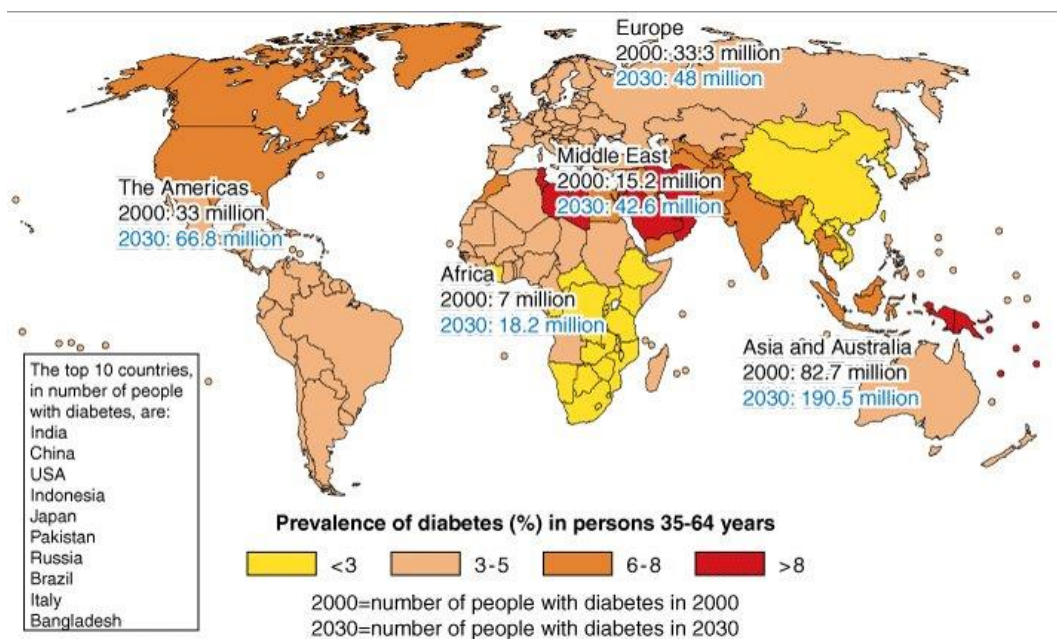 Europe
2000: 33.3 million
2030: 48 million
Middle East
2000: 15.2 million
2030: 42.6 million
The Americas
2000: 33 million
2030: 66.8 million
Africa
2000: 7 million
2030: 18.2 million
Asia and Australia
2000: 82.7 million
2030: 190.5 million
The top 10 countries,
in number of people
with diabetes, are:
India
China
USA
Indonesia
Japan
Pakistan
Russia
Brazil
Italy
Bangladesh
Prevalence of diabetes (%) in persons 35-64 years
<3
3-5
6-8
>8
2000=number of people with diabetes in 2000
2030=number of people with diabetes in 2030